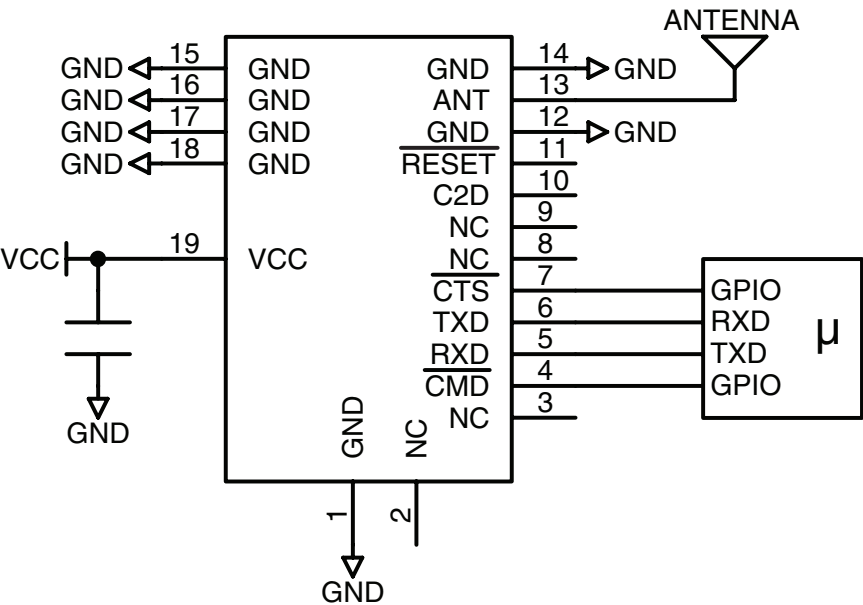 ANTENNA
GND 15 GND GND 14 GND
GND 16 GND ANT 13
GND 17 GND GND 12 GND
GND 18 GND RESET 11
C2D 10
NC 9
VCC 19 VCC NC 8
CTS 7 GPIO
TXD 6 RXD
RXD 5 TXD
CMD 4 GPIO
NC 3
µ
GND
GND NC
1 2
GND